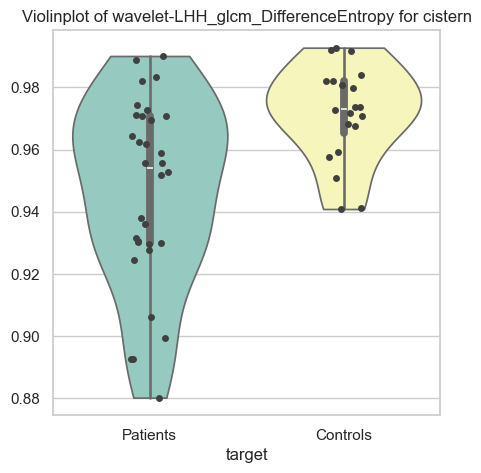 Violinplot of wavelet-LHH_glcm_DifferenceEntropy for cistern
0.98
0.96
0.94
0.92
0.90
0.88
Patients
Controls
target